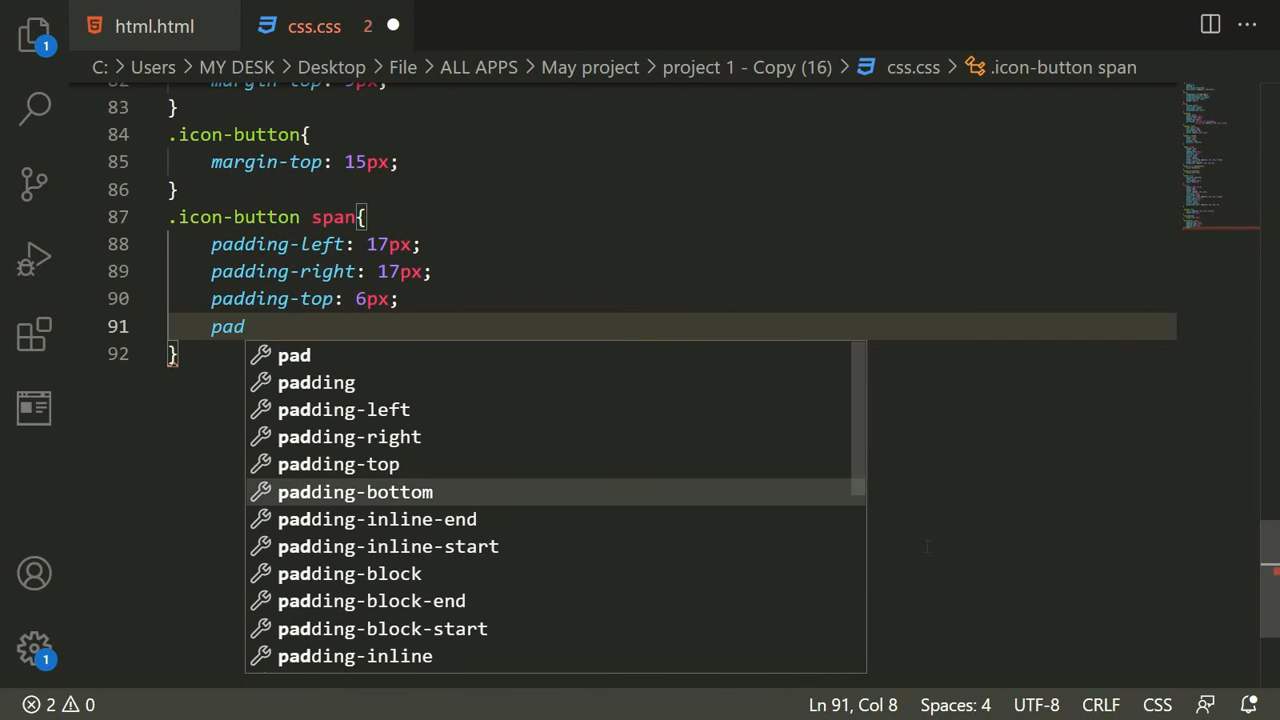 html.html
css.css 2
C: > Users > MY DESK > Desktop > File > ALL APPS > May project > project 1 - Copy (16) > css.css > .icon-button span
83 }
84 .icon-button{
85 margin-top: 15px;
86 }
87 .icon-button span{
88 padding-left: 17px;
89 padding-right: 17px;
90 padding-top: 6px;
91 pad
92 }
pad
padding
padding-left
padding-right
padding-top
padding-bottom
padding-inline-end
padding-inline-start
padding-block
padding-block-end
padding-block-start
padding-inline
1
1
2 0
Ln 91, Col 8
Spaces: 4
UTF-8
CRLF
CSS